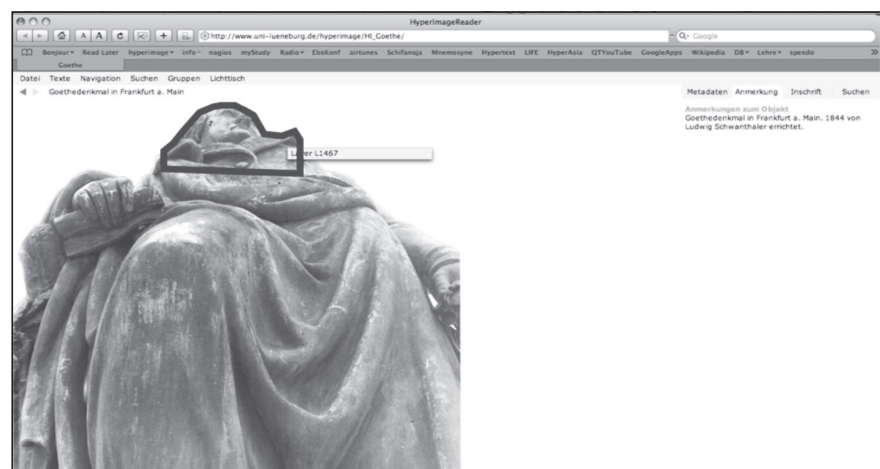 HyperImageReader
A A C + http://www.uni-lueneburg.de/hyperimage/HI_Goethe/ Google
Bonjour Read Later hyperimage info nagios myStudy Radio EbsKonf airtunes Schifanoja Mnemosyne Hypertext LIFE HyperAsia QTYouTube GoogleApps Wikipedia DB Lehre speedo
Goethe
Datei Texte Navigation Suchen Gruppen Lichttisch
Goethedenkmal in Frankfurt a. Main Metadaten Anmerkung Inschrift Suchen
Anmerkungen zum Objekt
Goethedenkmal in Frankfurt a. Main. 1844 von
Ludwig Schwanthaler errichtet.
Layer L1467